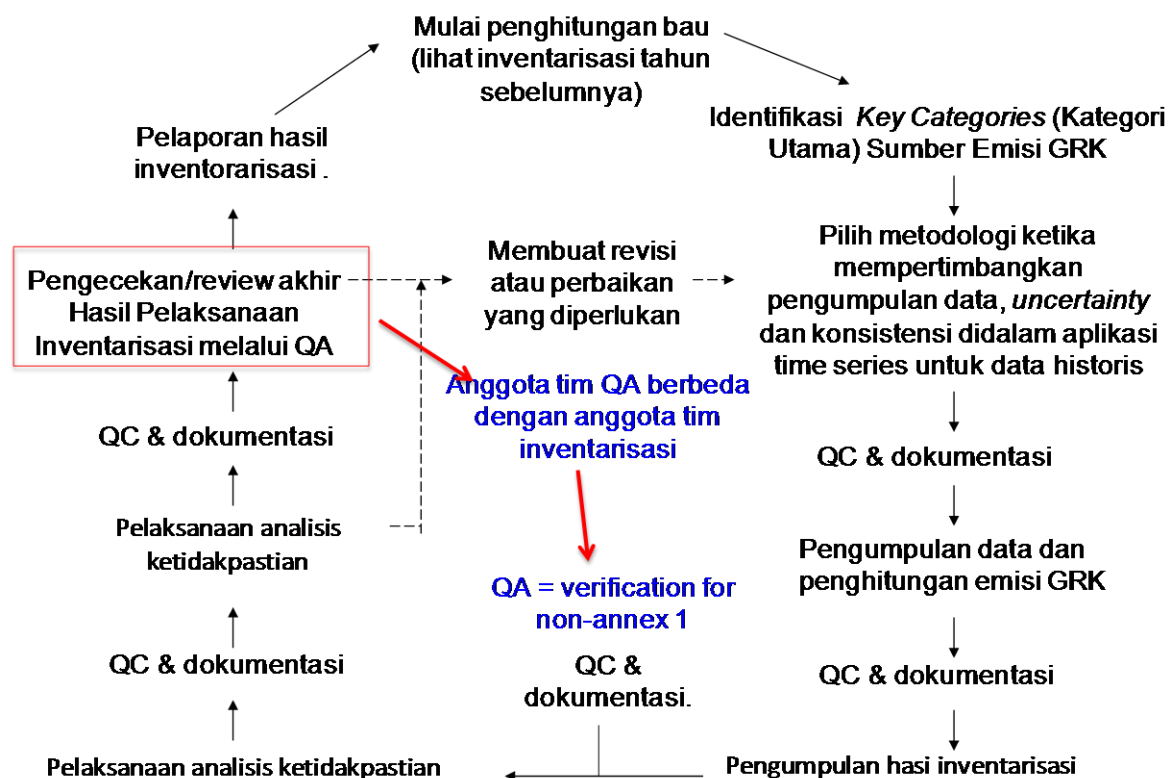 Mulai penghitungan bau
(lihat inventarisasi tahun
sebelumnya)
Identifikasi Key Categories (Kategori
Utama) Sumber Emisi GRK
Pelaporan hasil
inventorarisasi .
Pilih metodologi ketika
mempertimbangkan
pengumpulan data, uncertainty
dan konsistensi didalam aplikasi
time series untuk data historis
Membuat revisi
atau perbaikan
yang diperlukan
Pengecekan/review akhir
Hasil Pelaksanaan
Inventarisasi melalui QA
Anggota tim QA berbeda
dengan anggota tim
inventarisasi
QC & dokumentasi
QC & dokumentasi
Pelaksanaan analisis
ketidakpastian
Pengumpulan data dan
penghitungan emisi GRK
QA = verification for
non-annex 1
QC & dokumentasi
QC &
dokumentasi.
QC & dokumentasi
Pelaksanaan analisis ketidakpastian
Pengumpulan hasi inventarisasi